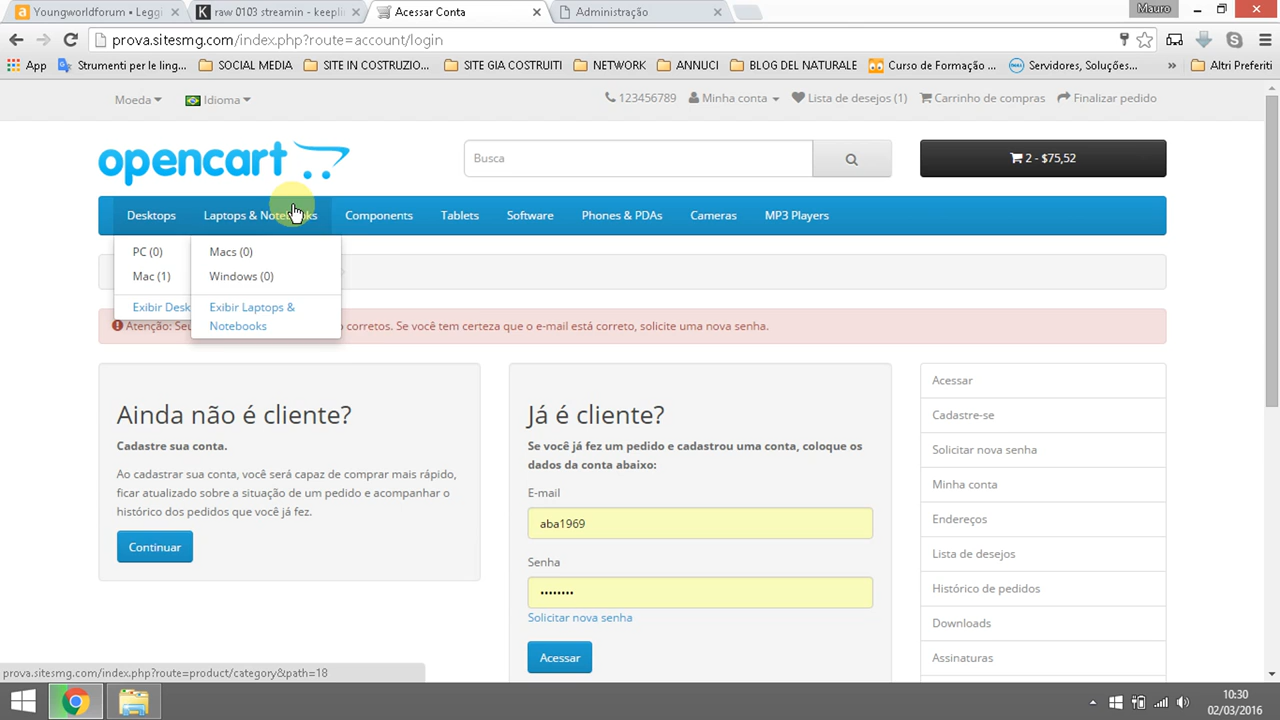 Youngworldforum • Leggi
raw 0103 streamin - keepli
Acessar Conta
Administração
Mauro
prova.sitesmg.com/index.php?route=account/login
App
Strumenti per le ling...
SOCIAL MEDIA
SITE IN COSTRUZIO...
SITE GIA COSTRUITI
NETWORK
ANNUCI
BLOG DEL NATURALE
Curso de Formação ...
Servidores, Soluções...
»
Altri Preferiti
Moeda
Idioma
123456789
Minha conta
Lista de desejos (1)
Carrinho de compras
Finalizar pedido
opencart
Busca
2 - $75,52
Desktops
Laptops & Notebooks
Components
Tablets
Software
Phones & PDAs
Cameras
MP3 Players
PC (0)
Macs (0)
Mac (1)
Windows (0)
Exibir Desk
Exibir Laptops &
Notebooks
Atenção: Seu
corretos. Se você tem certeza que o e-mail está correto, solicite uma nova senha.
Ainda não é cliente?
Cadastre sua conta.
Ao cadastrar sua conta, você será capaz de comprar mais rápido,
ficar atualizado sobre a situação de um pedido e acompanhar o
histórico dos pedidos que você já fez.
Continuar
Já é cliente?
Se você já fez um pedido e cadastrou uma conta, coloque os
dados da conta abaixo:
E-mail
aba1969
Senha
••••••••
Solicitar nova senha
Acessar
Acessar
Cadastre-se
Solicitar nova senha
Minha conta
Endereços
Lista de desejos
Histórico de pedidos
Downloads
Assinaturas
prova.sitesmg.com/index.php?route=product/category&path=18
10:30
02/03/2016